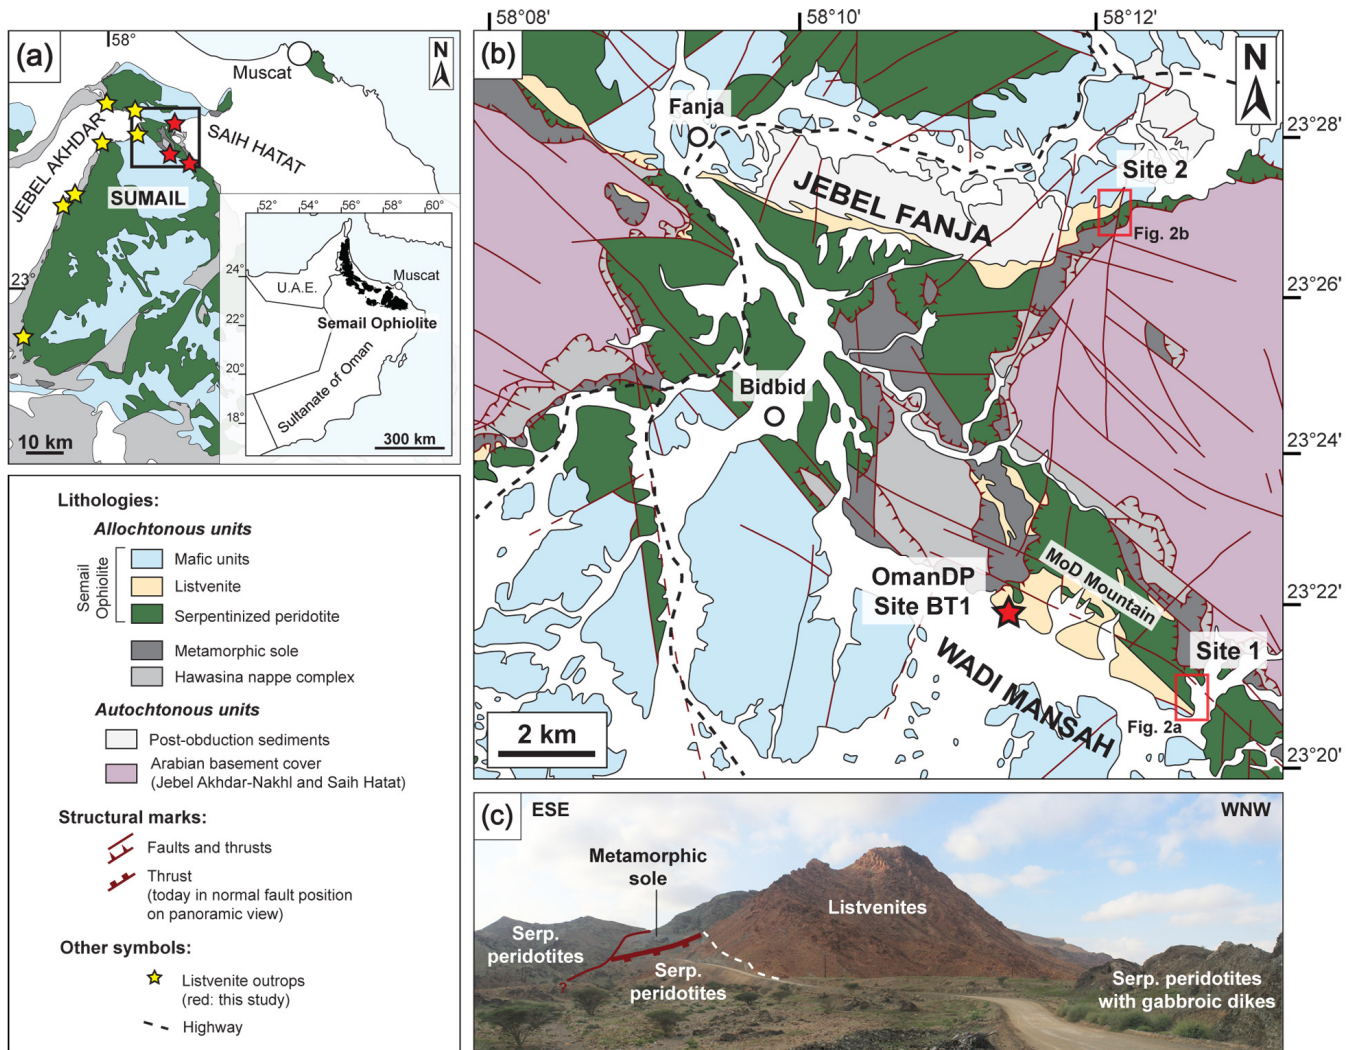 (a)
58°
N
Muscat
JEBEL AKHDAR
SAIH HATAT
SUMAIL
23°
10 km
52°
54°
56°
58°
60°
24°
22°
20°
18°
Muscat
U.A.E.
Semail Ophiolite
Sultanate of Oman
300 km
Lithologies:
Allochtonous units
Semail
Ophiolite
Mafic units
Listvenite
Serpentinized peridotite
Metamorphic sole
Hawasina nappe complex
Autochtonous units
Post-obduction sediments
Arabian basement cover
(Jebel Akhdar-Nakhl and Saih Hatat)
Structural marks:
Faults and thrusts
Thrust
(today in normal fault position
on panoramic view)
Other symbols:
Listvenite outrops
(red: this study)
Highway
58°08'
58°10'
58°12'
(b)
N
Fanja
23°28'
JEBEL FANJA
Site 2
Fig. 2b
23°26'
Bidbid
23°24'
OmanDP
Site BT1
MoD Mountain
23°22'
Site 1
WADI MANSAH
Fig. 2a
2 km
23°20'
(c)
ESE
WNW
Metamorphic
sole
Listvenites
Serp.
peridotites
Serp.
peridotites
?
Serp. peridotites
with gabbroic dikes